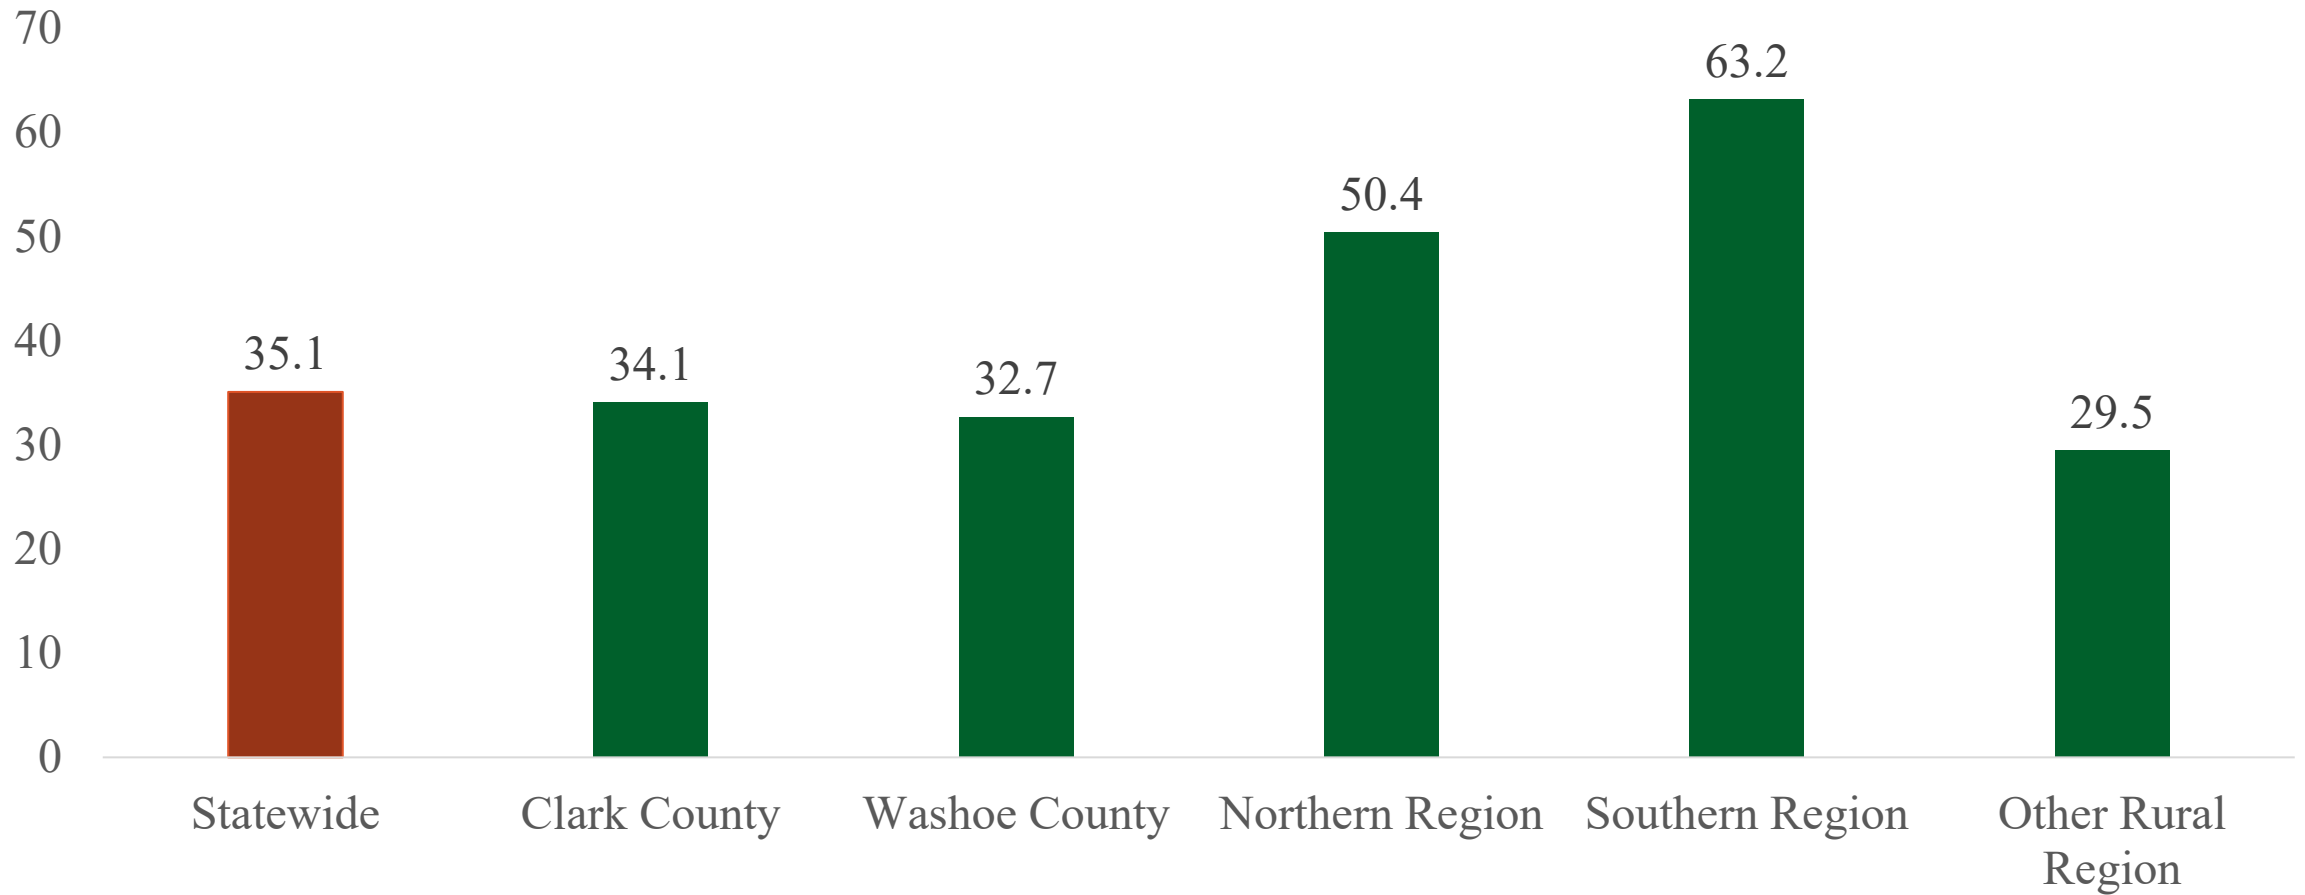 70
60
50
40
30
20
10
0
35.1
34.1
32.7
50.4
63.2
29.5
Statewide
Clark County
Washoe County
Northern Region
Southern Region
Other Rural
Region